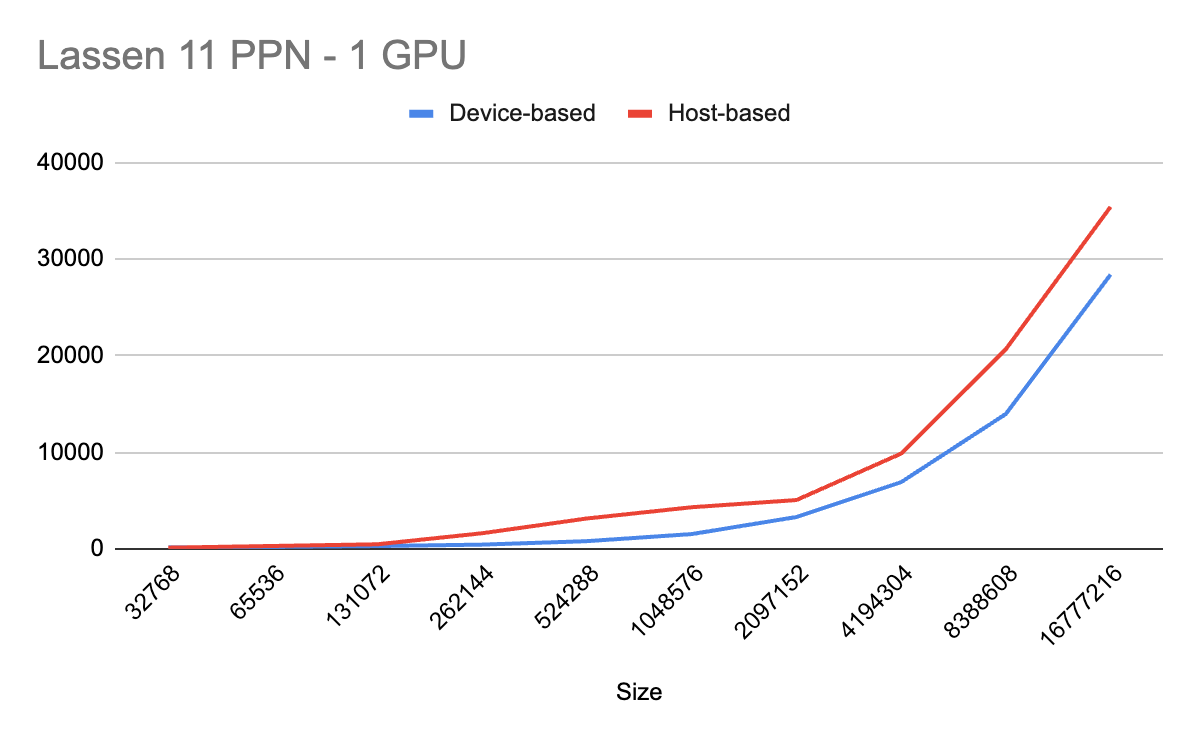 Lassen 11 PPN - 1 GPU
Device-based Host-based
40000
30000
20000
10000
0
32768 65536 131072 262144 524288 1048576 2097152 4194304 8388608 16777216
Size